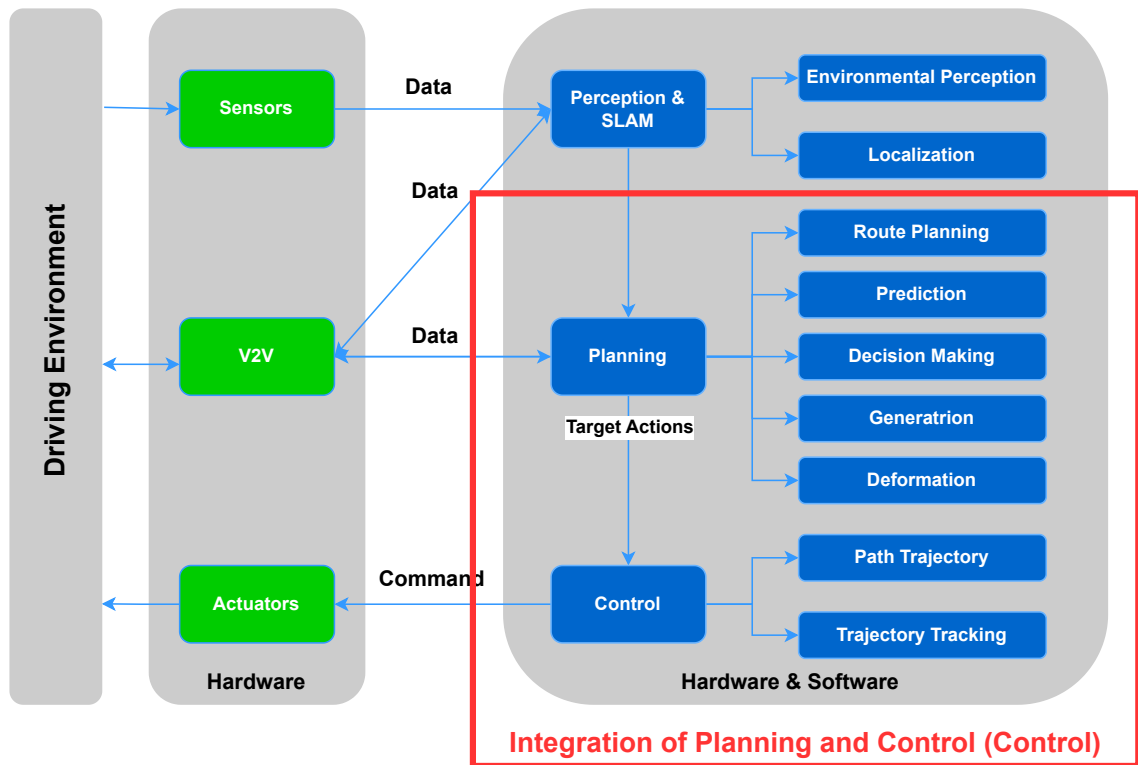 Driving Environment
Sensors
V2V
Actuators
Hardware
Data
Data
Data
Command
Perception &
SLAM
Planning
Target Actions
Control
Environmental Perception
Localization
Route Planning
Prediction
Decision Making
Generatrion
Deformation
Path Trajectory
Trajectory Tracking
Hardware & Software
Integration of Planning and Control (Control)